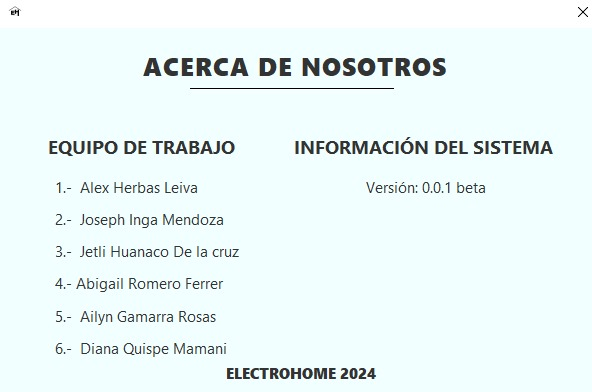 ACERCA DE NOSOTROS
EQUIPO DE TRABAJO
1.- Alex Herbas Leiva
2.- Joseph Inga Mendoza
3.- Jetli Huanaco De la cruz
4.- Abigail Romero Ferrer
5.- Ailyn Gamarra Rosas
6.- Diana Quispe Mamani
INFORMACIÓN DEL SISTEMA
Versión: 0.0.1 beta
ELECTROHOME 2024